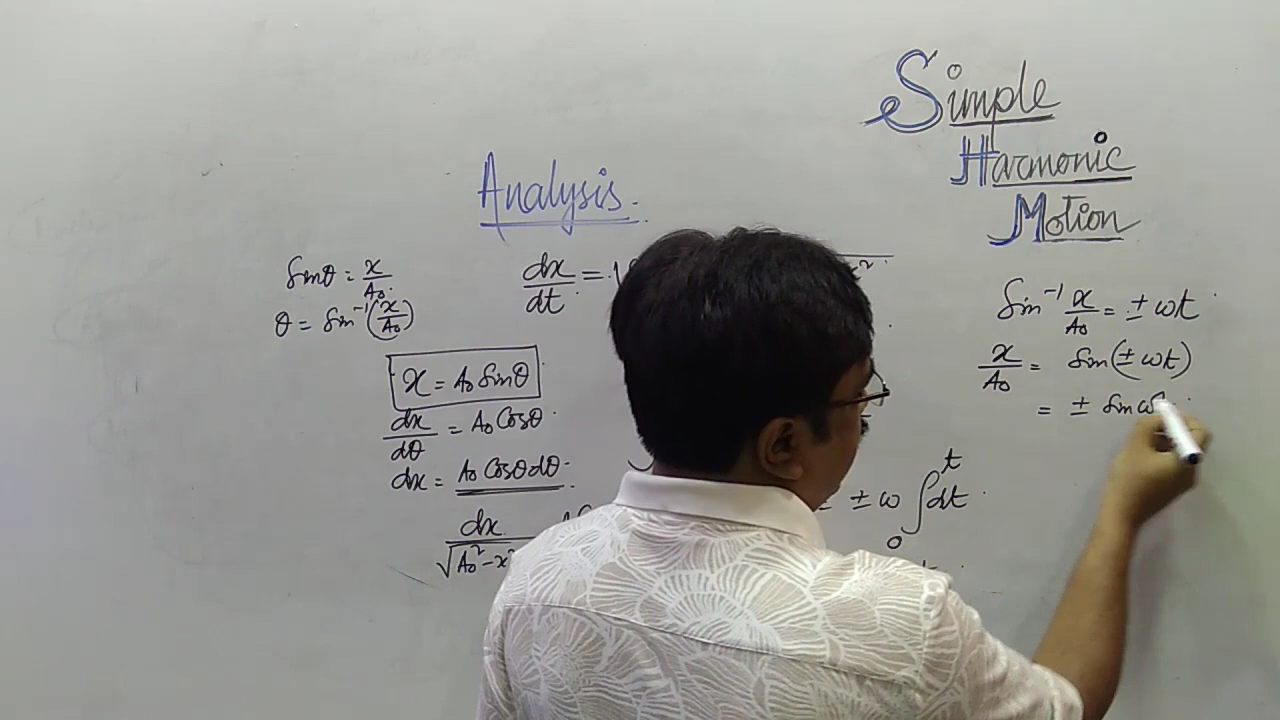 Simple
Harmonic
Motion
Analysis.
Sinθ = x/A₀
θ = Sin⁻¹(x/A₀)
x = A₀ Sinθ
dx/dθ = A₀ Cosθ
dx = A₀ Cosθ dθ
dx/√A₀² - x²
dx/dt =
± ω ∫₀ᵗ dt
Sin⁻¹ x/A₀ = ± ωt
x/A₀ = Sin(± ωt)
= ± Sin ω